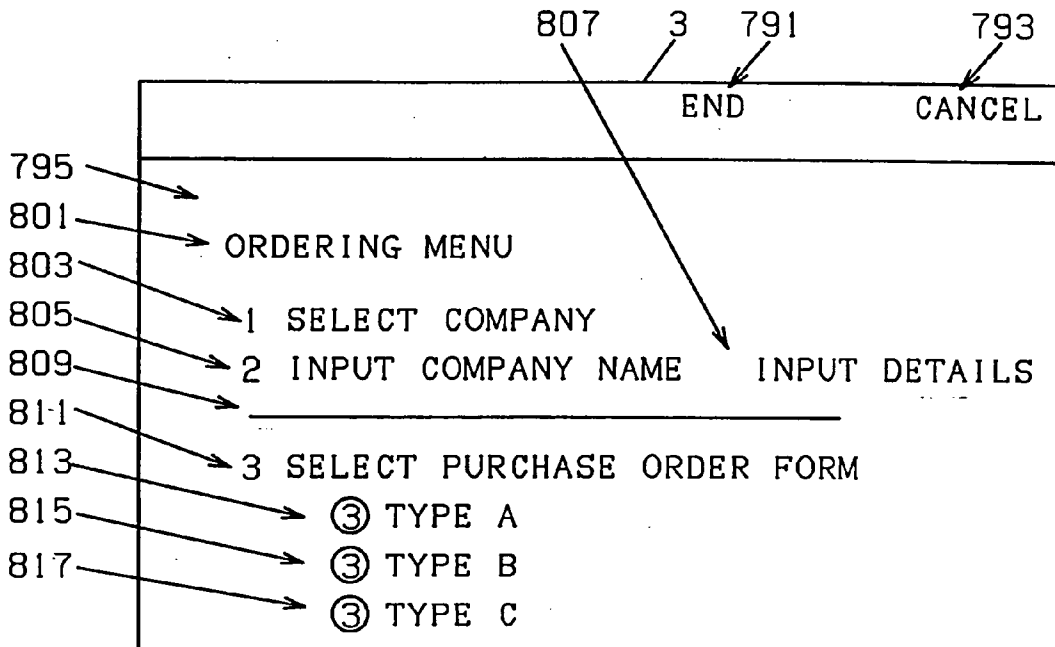 807 3 791 793
END CANCEL
795
801 ORDERING MENU
803 1 SELECT COMPANY
805 2 INPUT COMPANY NAME INPUT DETAILS
809
811 3 SELECT PURCHASE ORDER FORM
813 ③ TYPE A
815 ③ TYPE B
817 ③ TYPE C